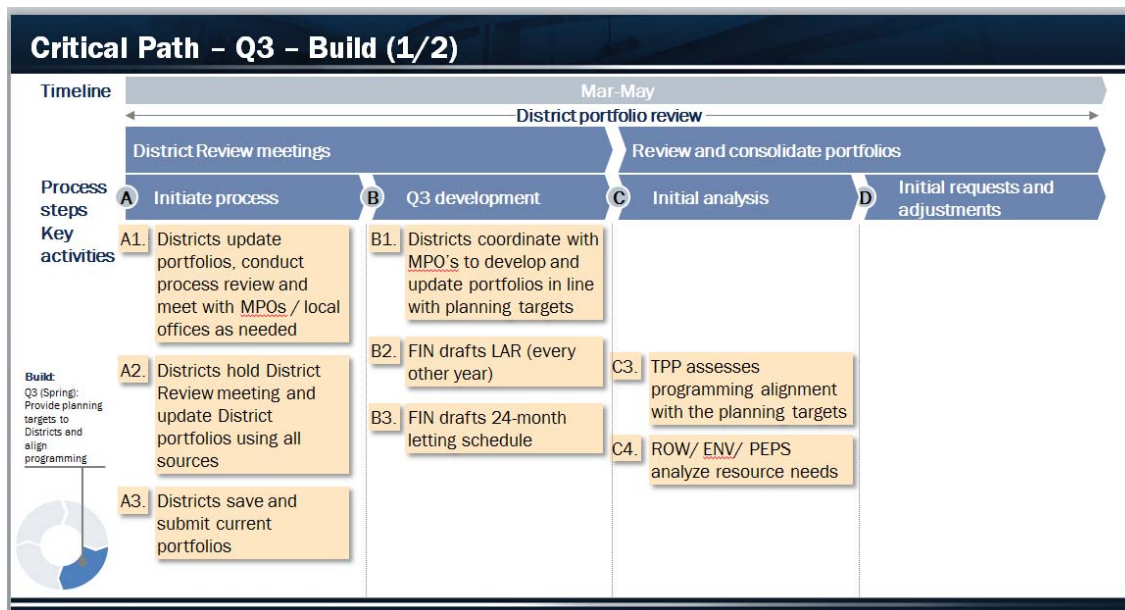 Critical Path – Q3 – Build (1/2)
Timeline
Mar-May
District portfolio review
District Review meetings
Review and consolidate portfolios
Process
steps
A
Initiate process
B
Q3 development
C
Initial analysis
D
Initial requests and
adjustments
Key
activities
A1.
Districts update
portfolios, conduct
process review and
meet with MPOs / local
offices as needed
A2.
Districts hold District
Review meeting and
update District
portfolios using all
sources
A3.
Districts save and
submit current
portfolios
B1.
Districts coordinate with
MPO's to develop and
update portfolios in line
with planning targets
B2.
FIN drafts LAR (every
other year)
B3.
FIN drafts 24-month
letting schedule
C3.
TPP assesses
programming alignment
with the planning targets
C4.
ROW/ ENV/ PEPS
analyze resource needs
Build:
Q3 (Spring):
Provide planning
targets to
Districts and
align
programming